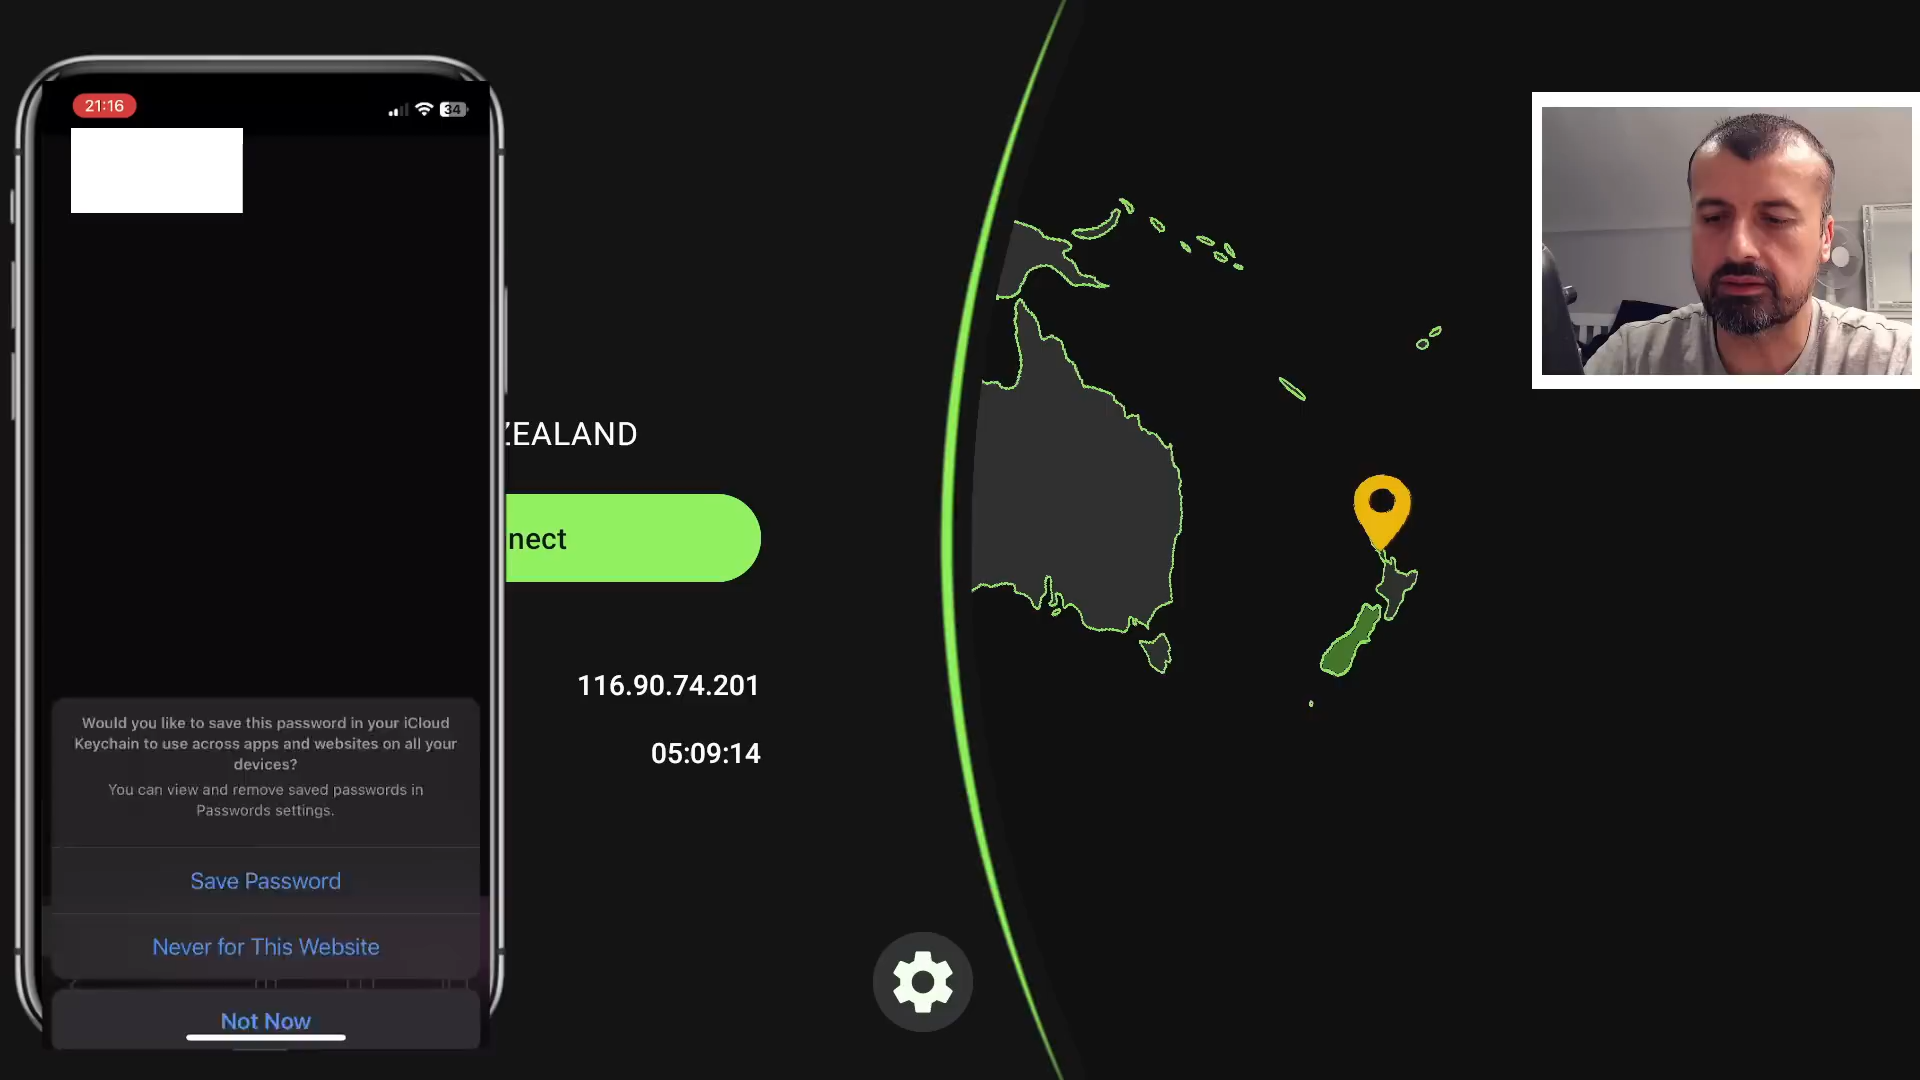 21:16
34
ZEALAND
nect
116.90.74.201
05:09:14
Would you like to save this password in your iCloud
Keychain to use across apps and websites on all your
devices?
You can view and remove saved passwords in
Passwords settings.
Save Password
Never for This Website
Not Now